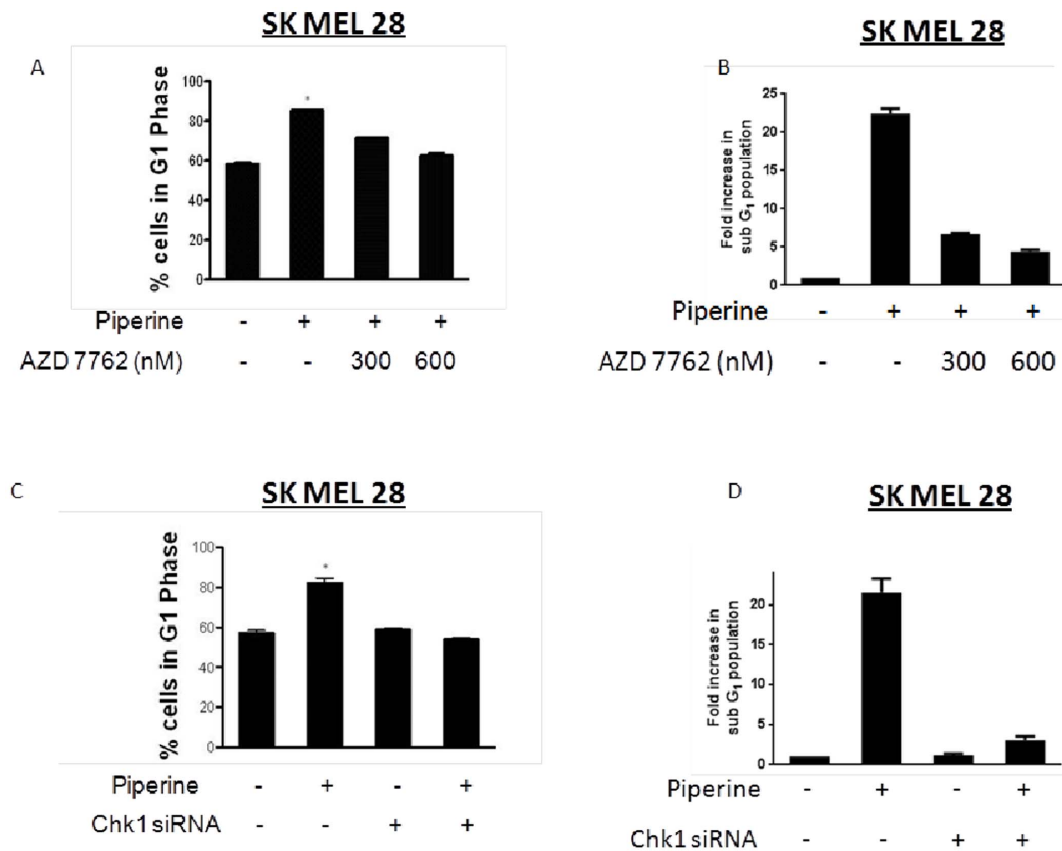 SK MEL 28
A
% cells in G1 Phase
100
80
60
40
20
0
*
Piperine - + + +
AZD 7762 (nM) - - 300 600
SK MEL 28
B
Fold increase in
sub G1 population
25
20
15
10
5
0
Piperine - + + +
AZD 7762 (nM) - - 300 600
SK MEL 28
C
% cells in G1 Phase
100
80
60
40
20
0
*
Piperine - + - +
Chk1 siRNA - - + +
SK MEL 28
D
Fold increase in
sub G1 population
20
15
10
5
0
Piperine - + - +
Chk1 siRNA - - + +